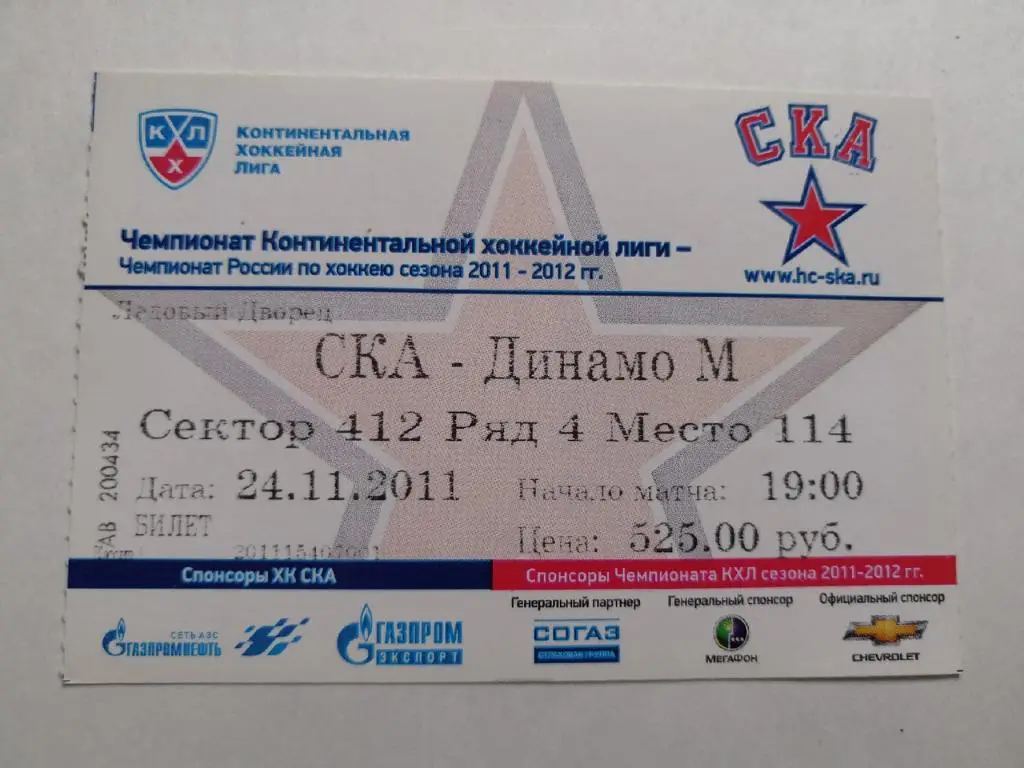 КХЛ
КОНТИНЕНТАЛЬНАЯ
ХОККЕЙНАЯ
ЛИГА
СКА
Чемпионат Континентальной хоккейной лиги –
Чемпионат России по хоккею сезона 2011 - 2012 гг.
www.hc-ska.ru
Ледовый Дворец
СКА - Динамо М
Сектор 412 Ряд 4 Место 114
Дата: 24.11.2011 Начало матча: 19:00
БИЛЕТ
Цена: 525.00 руб.
200434
Спонсоры ХК СКА
Спонсоры Чемпионата КХЛ сезона 2011-2012 гг.
Генеральный партнер Генеральный спонсор Официальный спонсор
СЕТЬ АЗС
ГАЗПРОМНЕФТЬ
ГАЗПРОМ
ЭКСПОРТ
СОГАЗ
СТРАХОВАЯ ГРУППА
МЕГАФОН
CHEVROLET